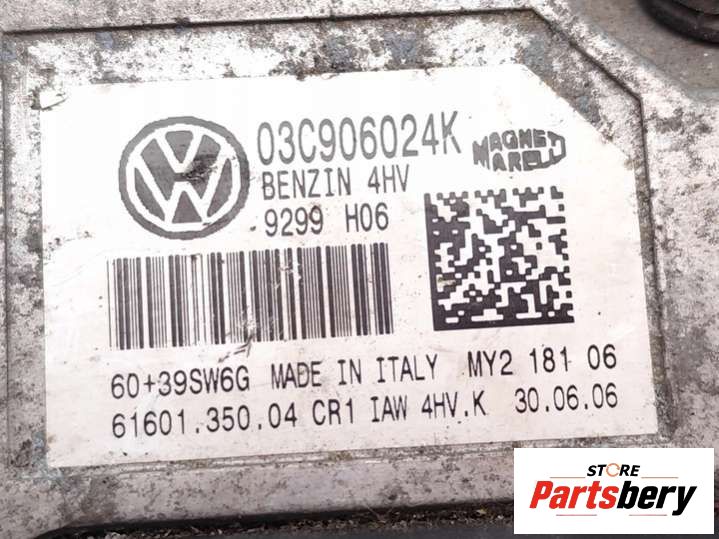 03C906024K
MAGNETI MARELLI
BENZIN 4HV
9299 H06
60+39SW6G MADE IN ITALY MY2 181 06
61601.350.04 CR1 IAW 4HV.K 30.06.06
STORE
Partsbery